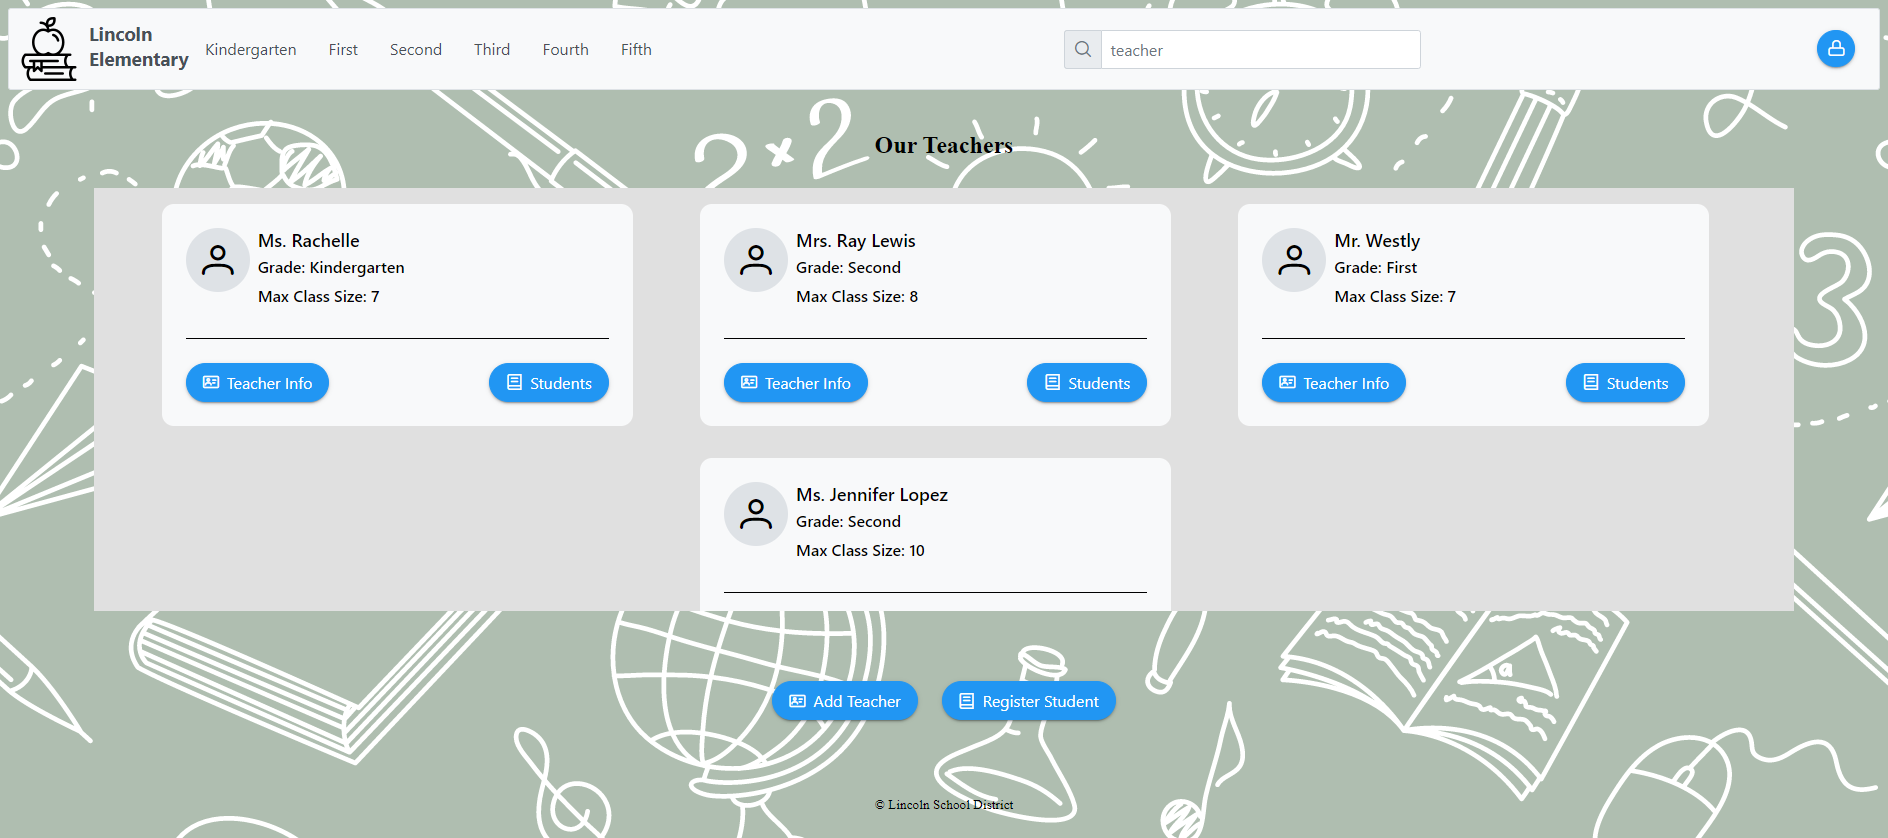 Lincoln
Elementary
Kindergarten
First
Second
Third
Fourth
Fifth
teacher
2×2
Our Teachers
Ms. Rachelle
Grade: Kindergarten
Max Class Size: 7
Teacher Info
Students
Mrs. Ray Lewis
Grade: Second
Max Class Size: 8
Teacher Info
Students
Mr. Westly
Grade: First
Max Class Size: 7
Teacher Info
Students
3
Ms. Jennifer Lopez
Grade: Second
Max Class Size: 10
a
Add Teacher
Register Student
© Lincoln School District